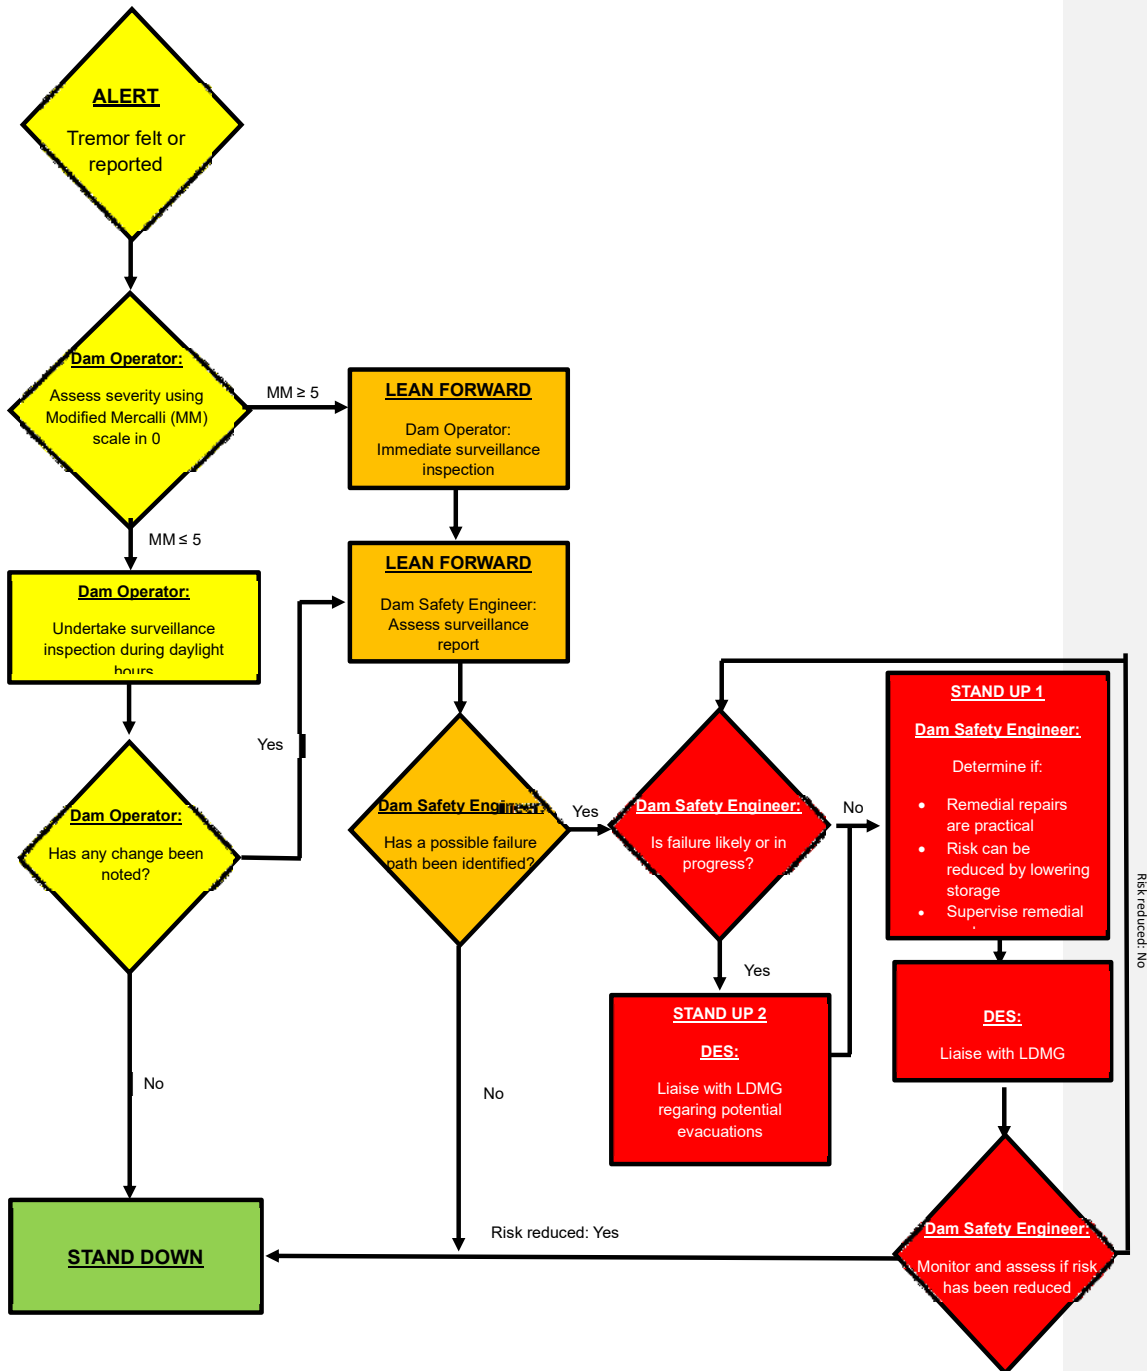 ALERT
Tremor felt or
reported
Dam Operator:
Assess severity using
Modified Mercalli (MM)
scale in 0
MM ≥ 5
LEAN FORWARD
Dam Operator:
Immediate surveillance
inspection
MM ≤ 5
Dam Operator:
Undertake surveillance
inspection during daylight
hours
LEAN FORWARD
Dam Safety Engineer:
Assess surveillance
report
Yes
Dam Operator:
Has any change been
noted?
Dam Safety Engineer:
Has a possible failure
path been identified?
Yes
Dam Safety Engineer:
Is failure likely or in
progress?
No
STAND UP 1
Dam Safety Engineer:
Determine if:
• Remedial repairs
are practical
• Risk can be
reduced by lowering
storage
• Supervise remedial
Risk reduced: No
Yes
STAND UP 2
DES:
Liaise with LDMG
regaring potential
evacuations
DES:
Liaise with LDMG
No
No
Risk reduced: Yes
Dam Safety Engineer:
Monitor and assess if risk
has been reduced
STAND DOWN